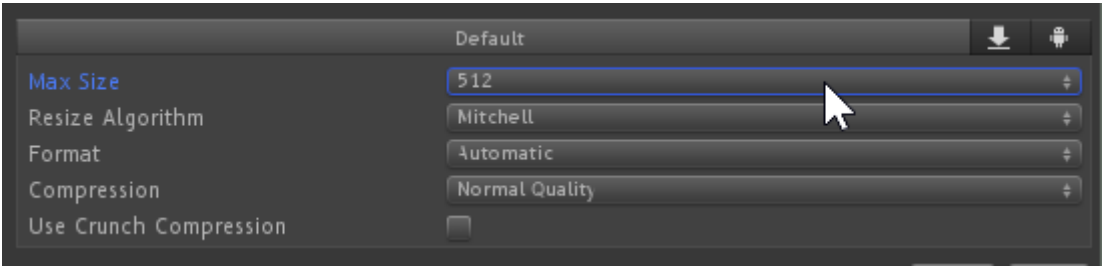 Default
Max Size 512
Resize Algorithm Mitchell
Format Automatic
Compression Normal Quality
Use Crunch Compression